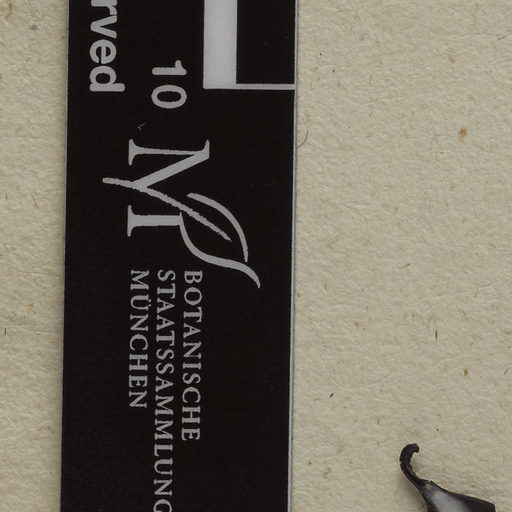 rved
10
M
BOTANISCHE
STAATSSAMMLUNG
MÜNCHEN